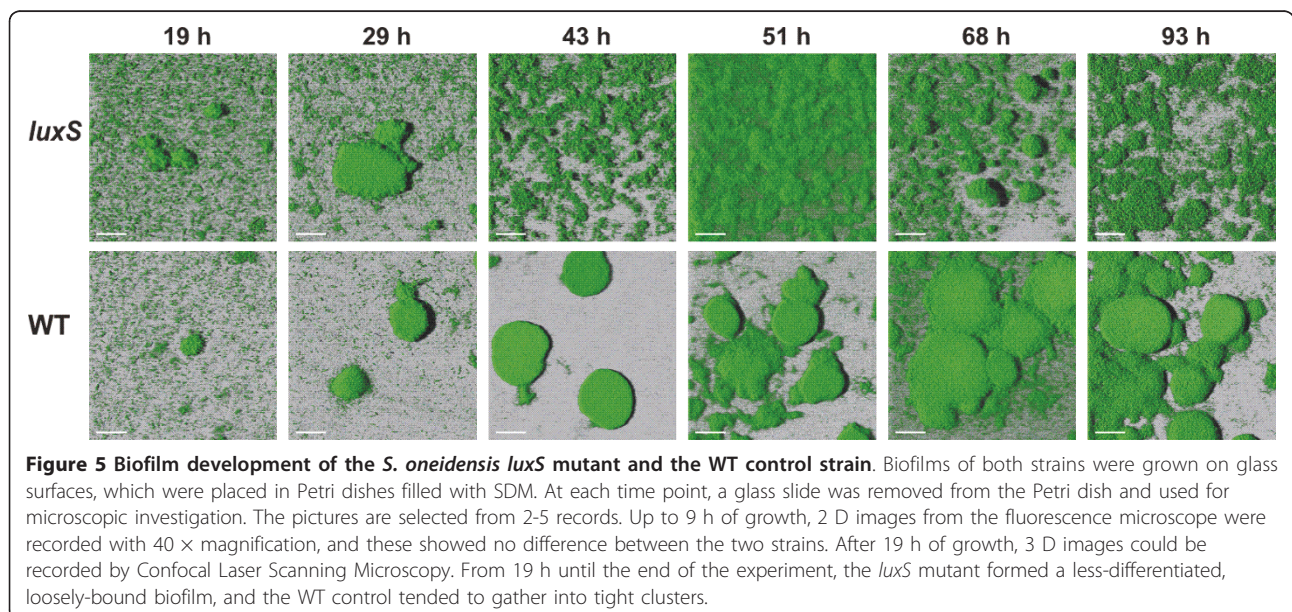 19 h 29 h 43 h 51 h 68 h 93 h
luxS
WT
Figure 5 Biofilm development of the S. oneidensis luxS mutant and the WT control strain. Biofilms of both strains were grown on glass
surfaces, which were placed in Petri dishes filled with SDM. At each time point, a glass slide was removed from the Petri dish and used for
microscopic investigation. The pictures are selected from 2-5 records. Up to 9 h of growth, 2 D images from the fluorescence microscope were
recorded with 40 × magnification, and these showed no difference between the two strains. After 19 h of growth, 3 D images could be
recorded by Confocal Laser Scanning Microscopy. From 19 h until the end of the experiment, the luxS mutant formed a less-differentiated,
loosely-bound biofilm, and the WT control tended to gather into tight clusters.